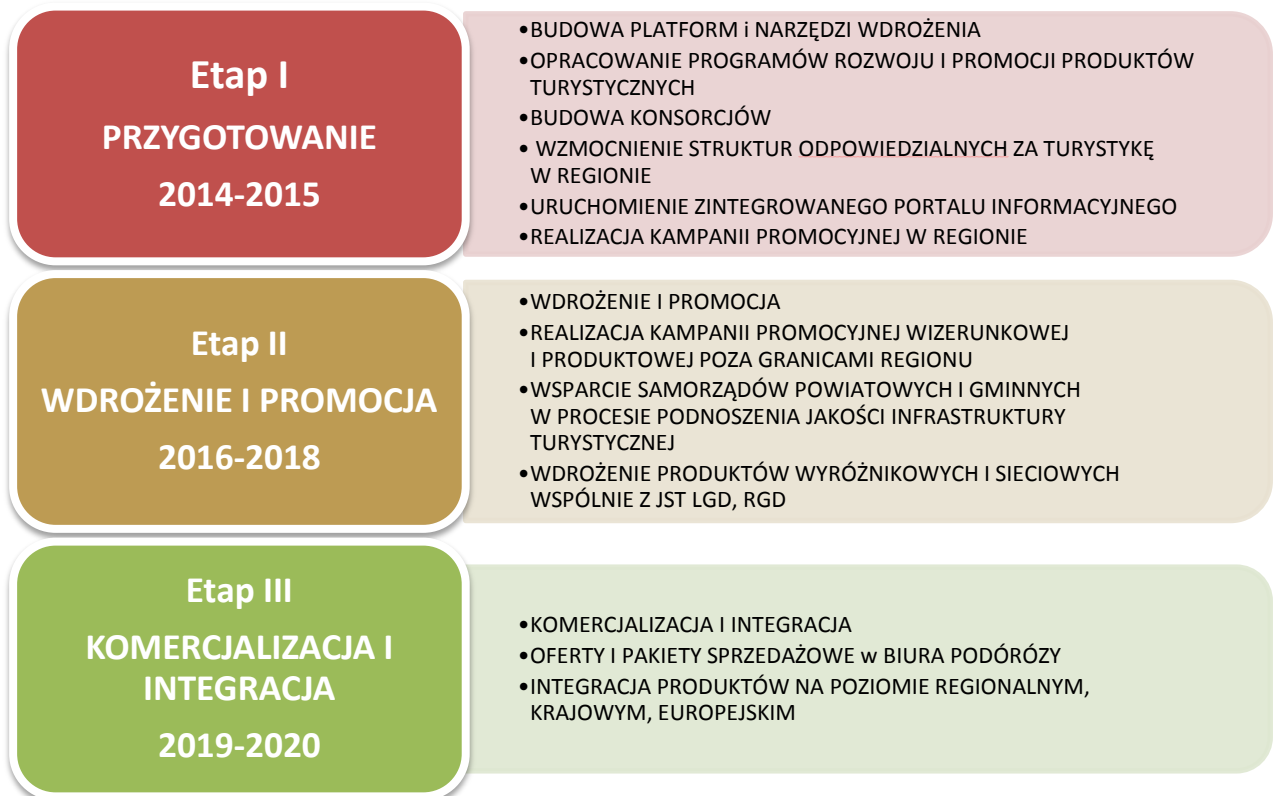 Etap I
PRZYGOTOWANIE
2014-2015
•BUDOWA PLATFORM i NARZĘDZI WDROŻENIA
•OPRACOWANIE PROGRAMÓW ROZWOJU I PROMOCJI PRODUKTÓW
TURYSTYCZNYCH
•BUDOWA KONSORCJÓW
• WZMOCNIENIE STRUKTUR ODPOWIEDZIALNYCH ZA TURYSTYKĘ
W REGIONIE
•URUCHOMIENIE ZINTEGROWANEGO PORTALU INFORMACYJNEGO
•REALIZACJA KAMPANII PROMOCYJNEJ W REGIONIE
Etap II
WDROŻENIE I PROMOCJA
2016-2018
•WDROŻENIE I PROMOCJA
•REALIZACJA KAMPANII PROMOCYJNEJ WIZERUNKOWEJ
I PRODUKTOWEJ POZA GRANICAMI REGIONU
•WSPARCIE SAMORZĄDÓW POWIATOWYCH I GMINNYCH
W PROCESIE PODNOSZENIA JAKOŚCI INFRASTRUKTURY
TURYSTYCZNEJ
•WDROŻENIE PRODUKTÓW WYRÓŻNIKOWYCH I SIECIOWYCH
WSPÓLNIE Z JST LGD, RGD
Etap III
KOMERCJALIZACJA I
INTEGRACJA
2019-2020
•KOMERCJALIZACJA I INTEGRACJA
•OFERTY I PAKIETY SPRZEDAŻOWE w BIURA PODÓRÓZY
•INTEGRACJA PRODUKTÓW NA POZIOMIE REGIONALNYM,
KRAJOWYM, EUROPEJSKIM